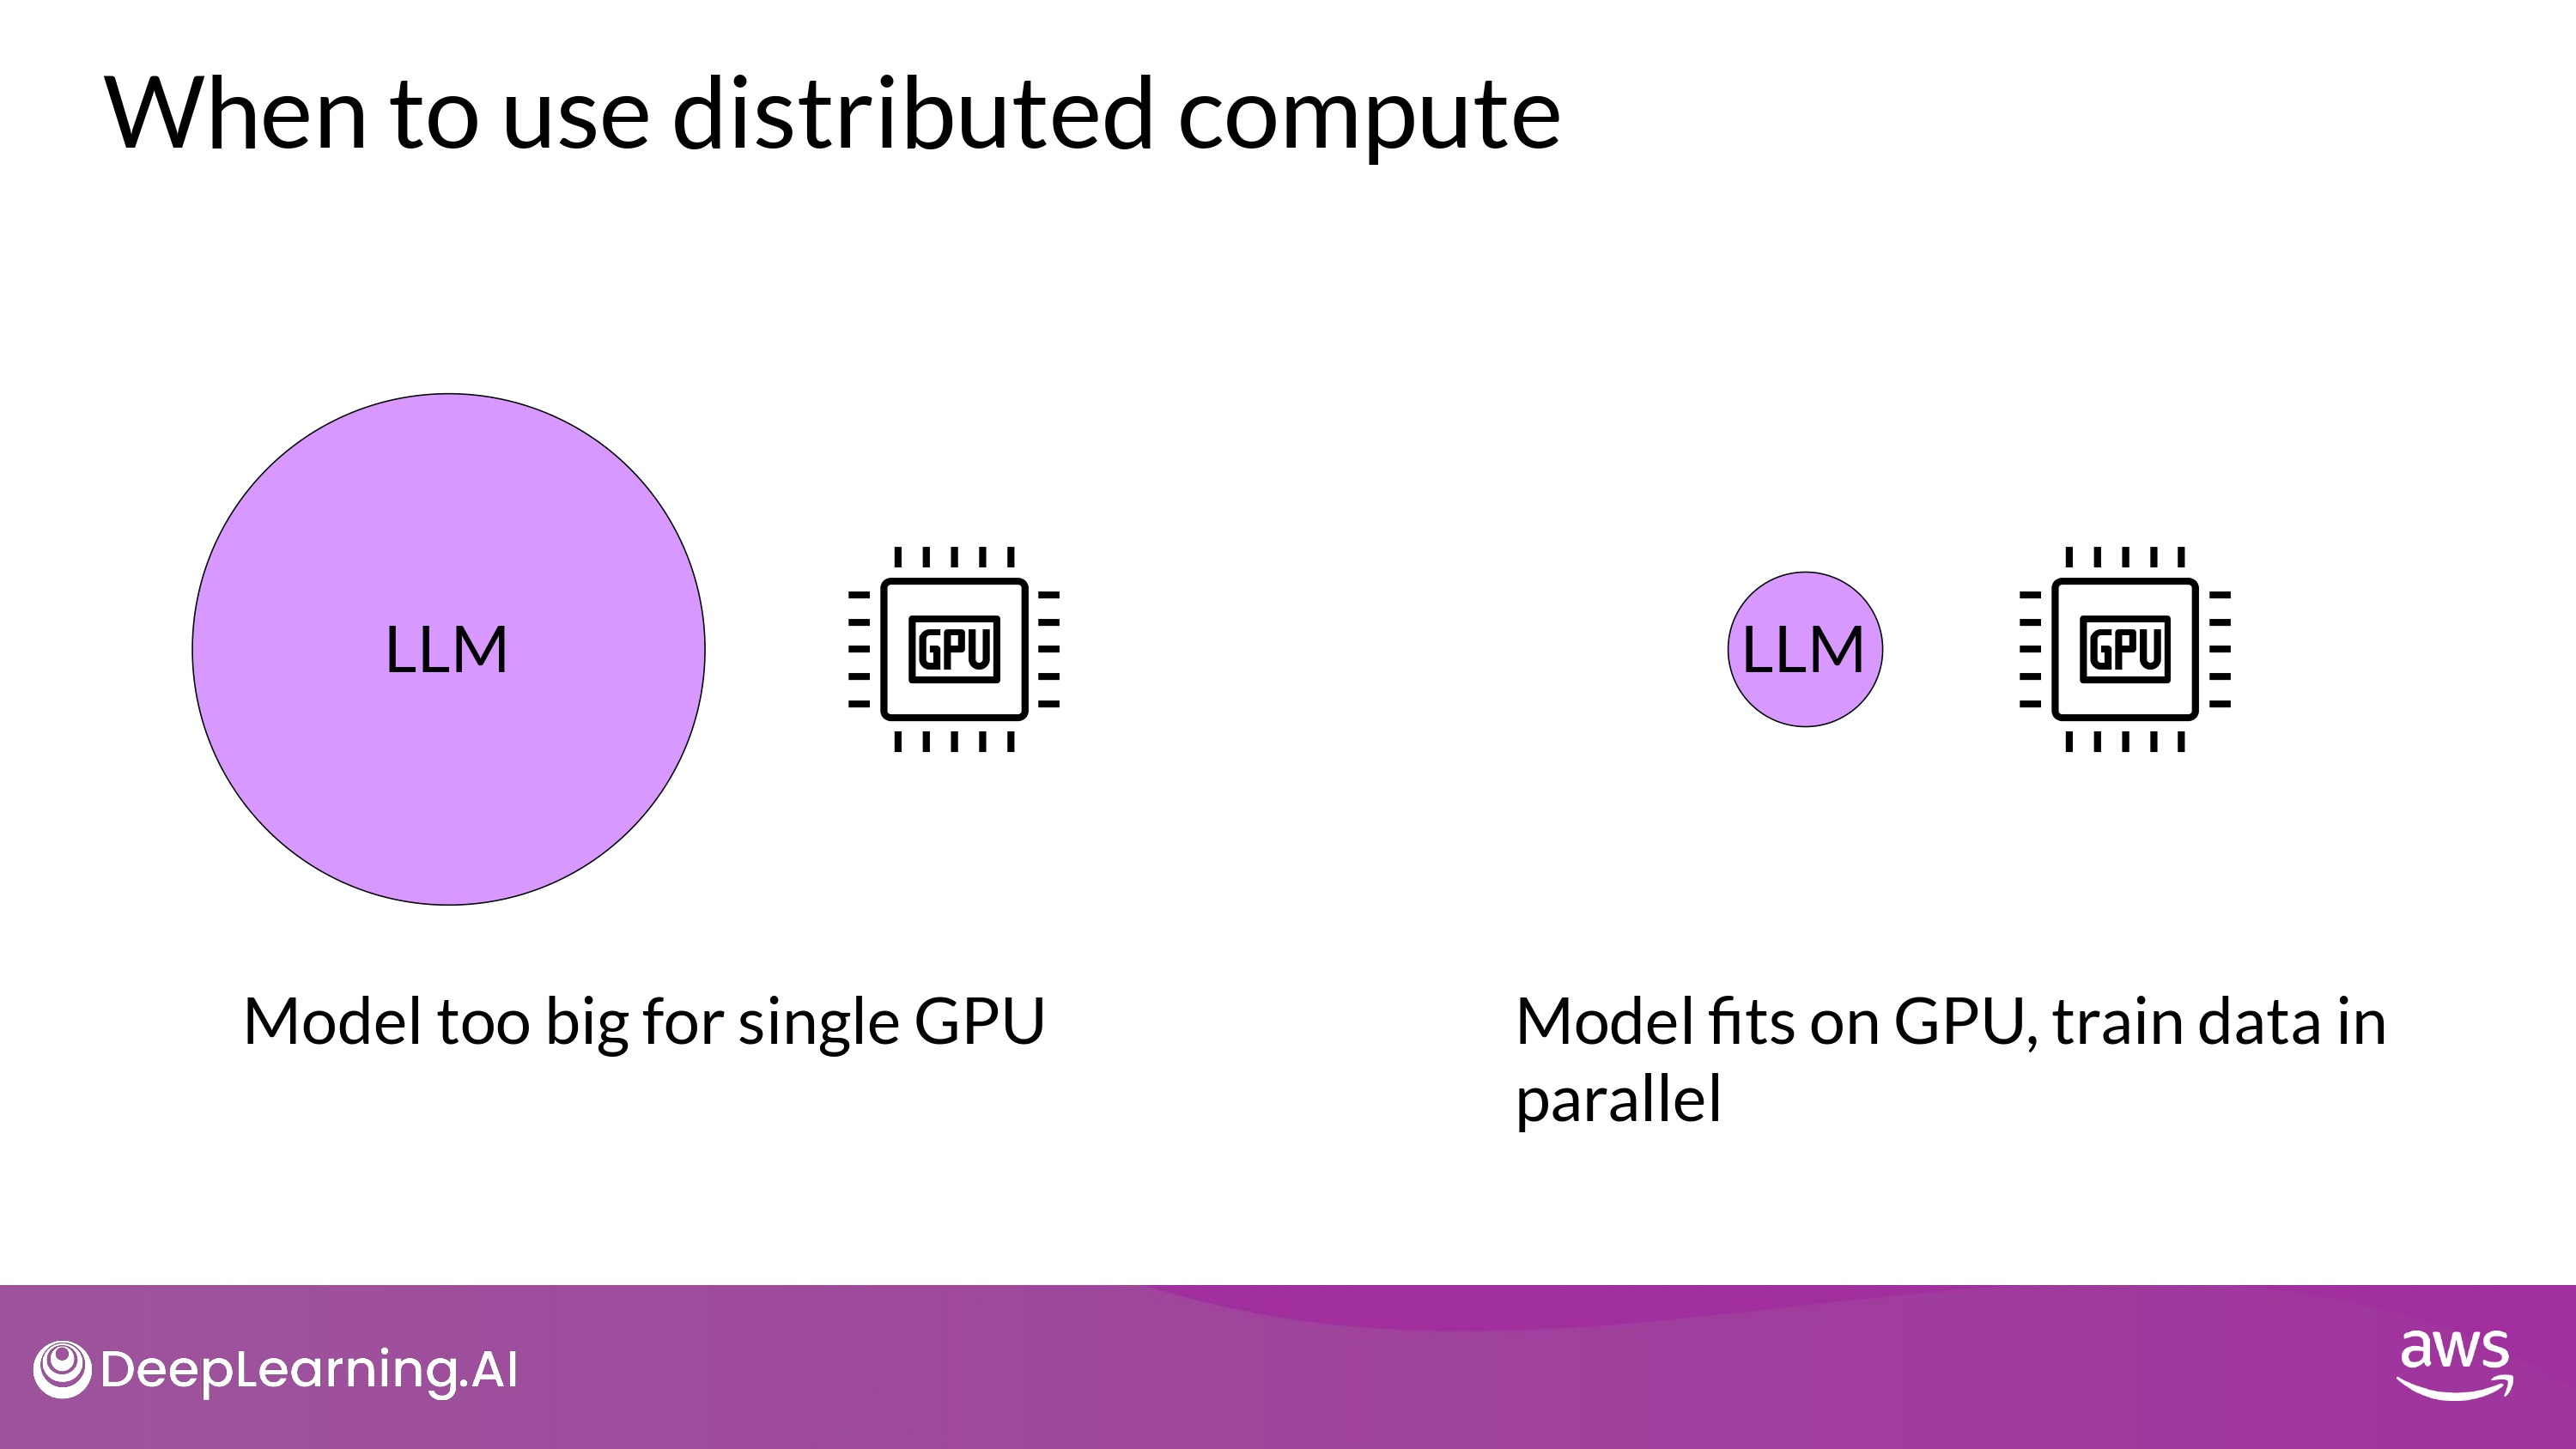 When to use distributed compute
LLM
GPU
LLM
GPU
Model too big for single GPU
Model fits on GPU, train data in
parallel
DeepLearning.AI
aws